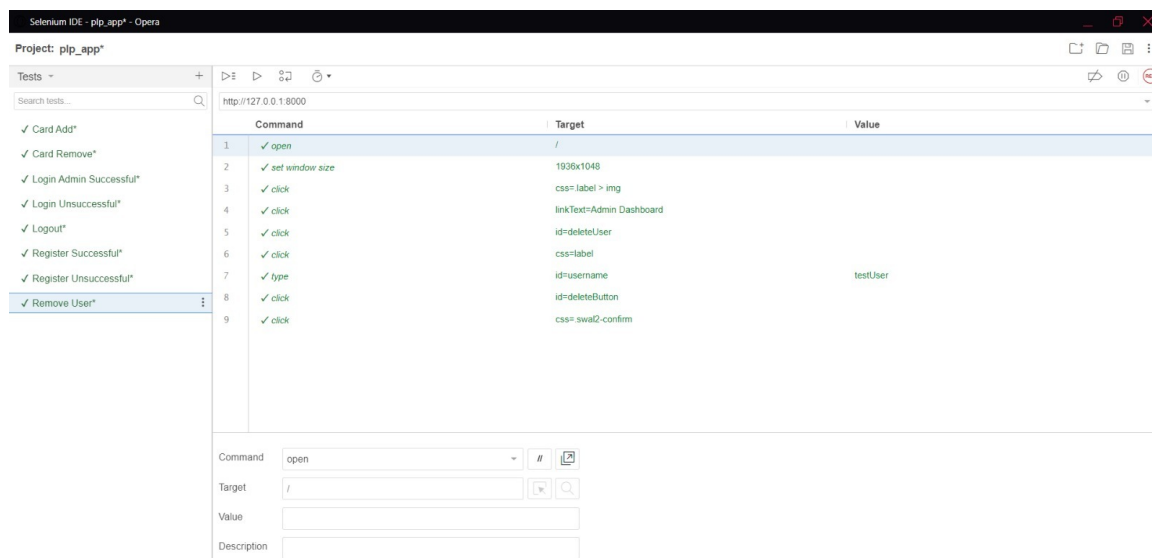 Selenium IDE - plp_app* - Opera
Project: plp_app*
Tests
Search tests...
http://127.0.0.1:8000
Command Target Value
✓ Card Add*
✓ Card Remove*
✓ Login Admin Successful*
✓ Login Unsuccessful*
✓ Logout*
✓ Register Successful*
✓ Register Unsuccessful*
✓ Remove User*
1 ✓ open /
2 ✓ set window size 1936x1048
3 ✓ click css=.label > img
4 ✓ click linkText=Admin Dashboard
5 ✓ click id=deleteUser
6 ✓ click css=label
7 ✓ type id=username testUser
8 ✓ click id=deleteButton
9 ✓ click css=.swal2-confirm
Command open //
Target /
Value
Description